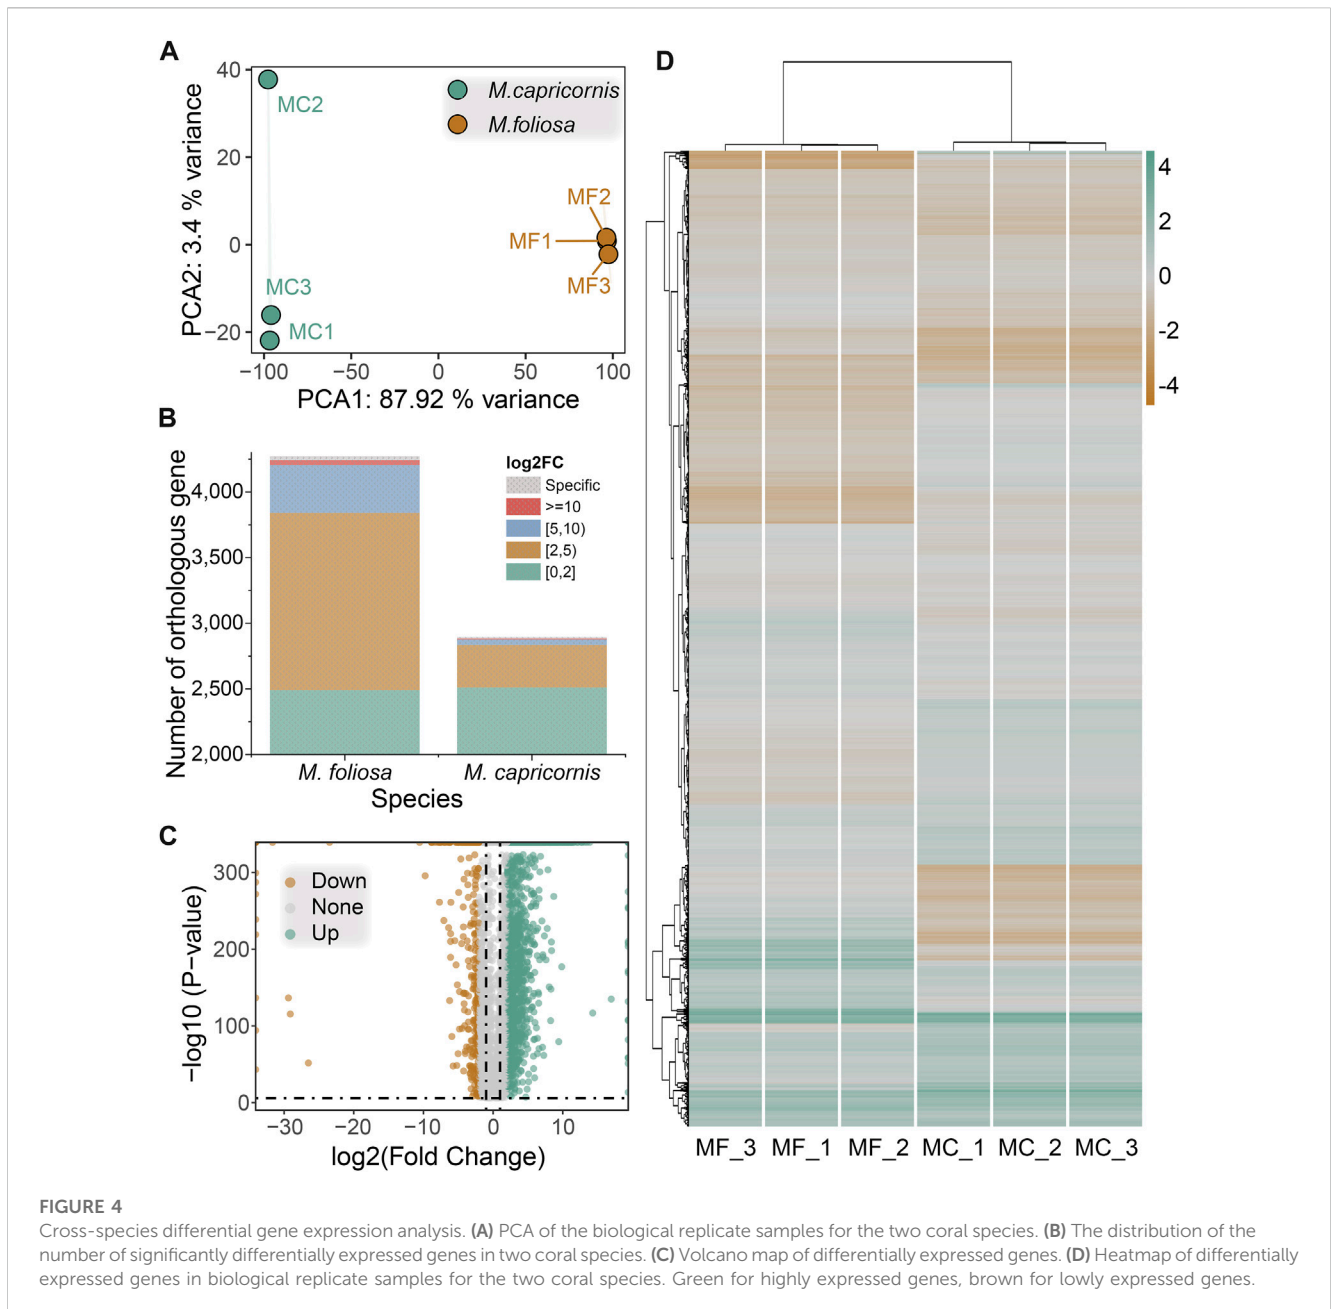 A
40
20
0
−20
PCA2: 3.4 % variance
−100
−50
0
50
100
PCA1: 87.92 % variance
M.capricornis
M.foliosa
MC2
MC3
MC1
MF2
MF1
MF3
B
Number of orthologous gene
4,000
3,500
3,000
2,500
2,000
log2FC
Specific
>=10
[5,10)
[2,5)
[0,2]
M. foliosa
M. capricornis
Species
C
−log10 (P−value)
300
200
100
0
Down
None
Up
−30
−20
−10
0
10
log2(Fold Change)
D
4
2
0
-2
-4
MF_3
MF_1
MF_2
MC_1
MC_2
MC_3
FIGURE 4
Cross-species differential gene expression analysis. (A) PCA of the biological replicate samples for the two coral species. (B) The distribution of the
number of significantly differentially expressed genes in two coral species. (C) Volcano map of differentially expressed genes. (D) Heatmap of differentially
expressed genes in biological replicate samples for the two coral species. Green for highly expressed genes, brown for lowly expressed genes.